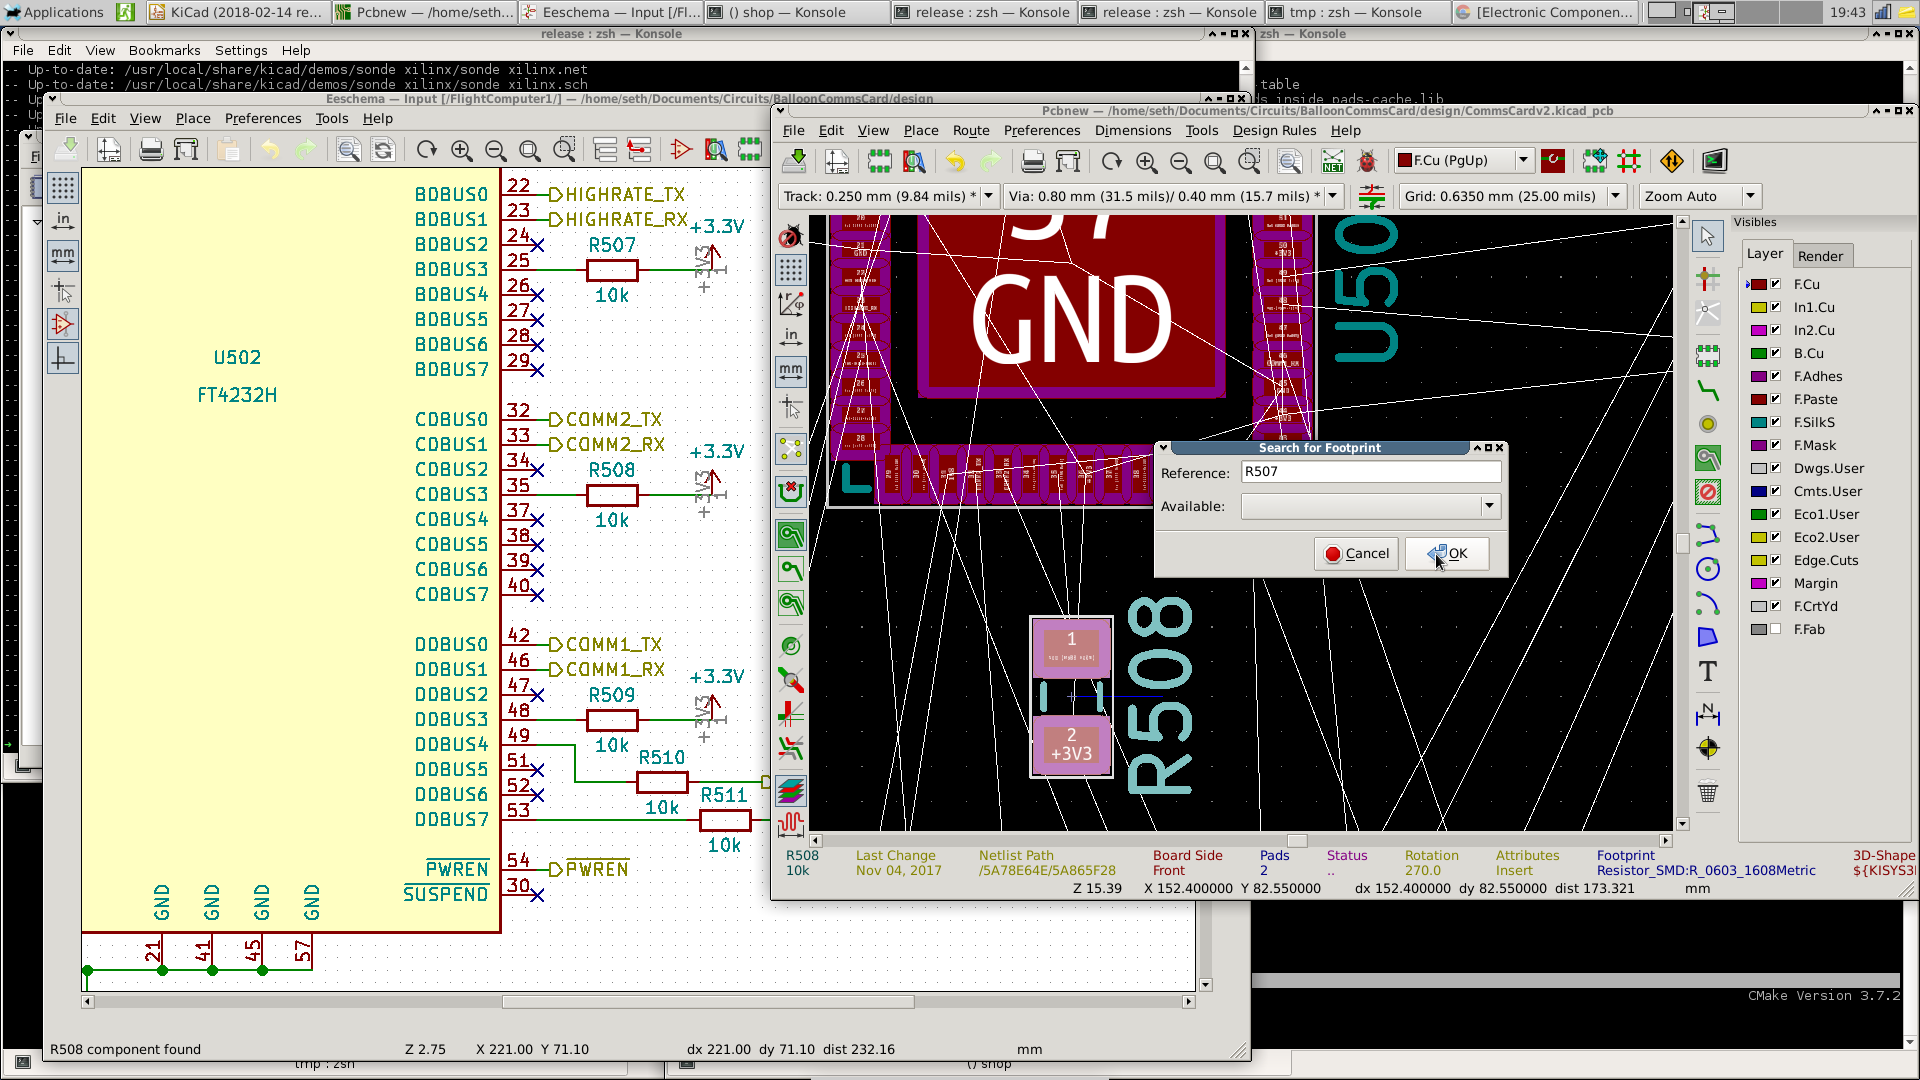 Applications
KiCad (2018-02-14 re...
Pcbnew — /home/seth...
Eeschema — Input [/Fl...
() shop — Konsole
release : zsh — Konsole
release : zsh — Konsole
tmp : zsh — Konsole
[Electronic Componen...
19:43
release : zsh — Konsole
zsh — Konsole
File Edit View Bookmarks Settings Help
-- Up-to-date: /usr/local/share/kicad/demos/sonde xilinx/sonde xilinx.net
-- Up-to-date: /usr/local/share/kicad/demos/sonde xilinx/sonde xilinx.sch
table
inside pads-cache.lib
Eeschema — Input [/FlightComputer1/] — /home/seth/Documents/Circuits/BalloonCommsCard/design
File Edit View Place Preferences Tools Help
in
mm
U502
FT4232H
BDBUS0 22 HIGHRATE_TX
BDBUS1 23 HIGHRATE_RX
BDBUS2 24
BDBUS3 25
BDBUS4 26
BDBUS5 27
BDBUS6 28
BDBUS7 29
R507
10k
+3.3V
CDBUS0 32 COMM2_TX
CDBUS1 33 COMM2_RX
CDBUS2 34
CDBUS3 35
CDBUS4 37
CDBUS5 38
CDBUS6 39
CDBUS7 40
R508
10k
+3.3V
DDBUS0 42 COMM1_TX
DDBUS1 46 COMM1_RX
DDBUS2 47
DDBUS3 48
DDBUS4 49
DDBUS5 51
DDBUS6 52
DDBUS7 53
R509
10k
+3.3V
R510
10k
R511
10k
PWREN 54 PWREN
SUSPEND 30
GND GND GND GND
21 41 45 57
R508 component found
Z 2.75
X 221.00 Y 71.10
dx 221.00 dy 71.10 dist 232.16
mm
Pcbnew — /home/seth/Documents/Circuits/BalloonCommsCard/design/CommsCardv2.kicad_pcb
File Edit View Place Route Preferences Dimensions Tools Design Rules Help
NET
F.Cu (PgUp)
Track: 0.250 mm (9.84 mils) *
Via: 0.80 mm (31.5 mils)/ 0.40 mm (15.7 mils) *
Grid: 0.6350 mm (25.00 mils)
Zoom Auto
in
mm
57
GND
U50
Search for Footprint
Reference: R507
Available:
Cancel
OK
1
2
+3V3
R508
Visibles
Layer
Render
F.Cu
In1.Cu
In2.Cu
B.Cu
F.Adhes
F.Paste
F.SilkS
F.Mask
Dwgs.User
Cmts.User
Eco1.User
Eco2.User
Edge.Cuts
Margin
F.CrtYd
F.Fab
T
N
R508
10k
Last Change
Nov 04, 2017
Netlist Path
/5A78E64E/5A865F28
Board Side
Front
Pads
2
Status
..
Rotation
270.0
Attributes
Insert
Footprint
Resistor_SMD:R_0603_1608Metric
3D-Shape
${KISYS3
Z 15.39
X 152.400000 Y 82.550000
dx 152.400000 dy 82.550000 dist 173.321
mm
CMake Version 3.7.2
tmp : zsh
() shop